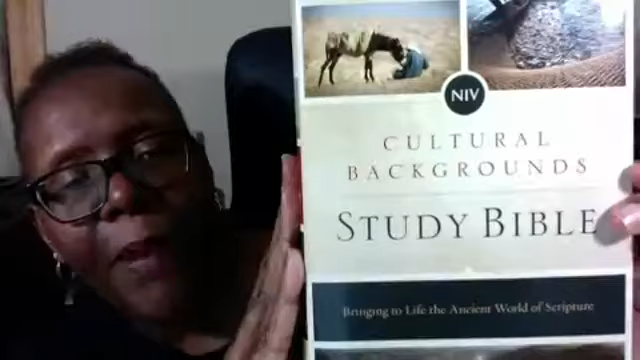 NIV
CULTURAL
BACKGROUNDS
STUDY BIBLE
Bringing to Life the Ancient World of Scripture